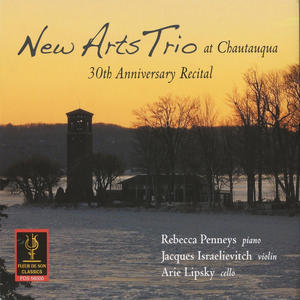 New Arts Trio at Chautauqua
30th Anniversary Recital
Rebecca Penneys piano
Jacques Israelievitch violin
Arie Lipsky cello
FLEUR DE SON
CLASSICS